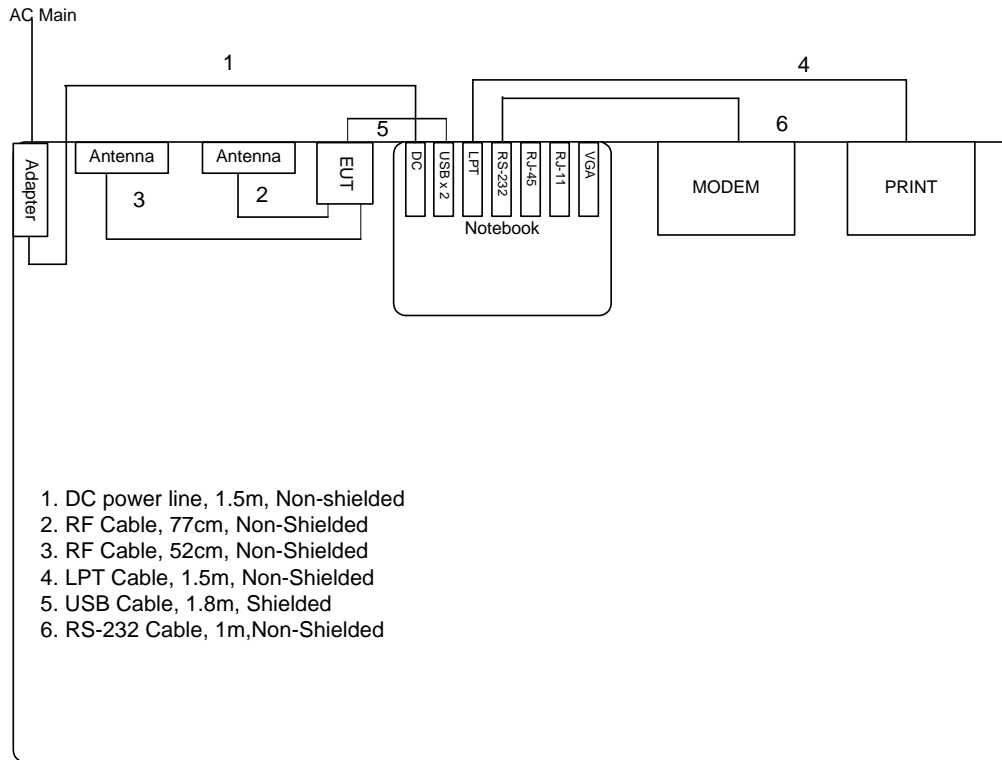 AC Main
1
4
5
6
Adapter
Antenna
Antenna
EUT
DC
USB x 2
LPT
RS-232
RJ-45
RJ-11
VGA
MODEM
PRINT
3
2
Notebook
1. DC power line, 1.5m, Non-shielded
2. RF Cable, 77cm, Non-Shielded
3. RF Cable, 52cm, Non-Shielded
4. LPT Cable, 1.5m, Non-Shielded
5. USB Cable, 1.8m, Shielded
6. RS-232 Cable, 1m,Non-Shielded